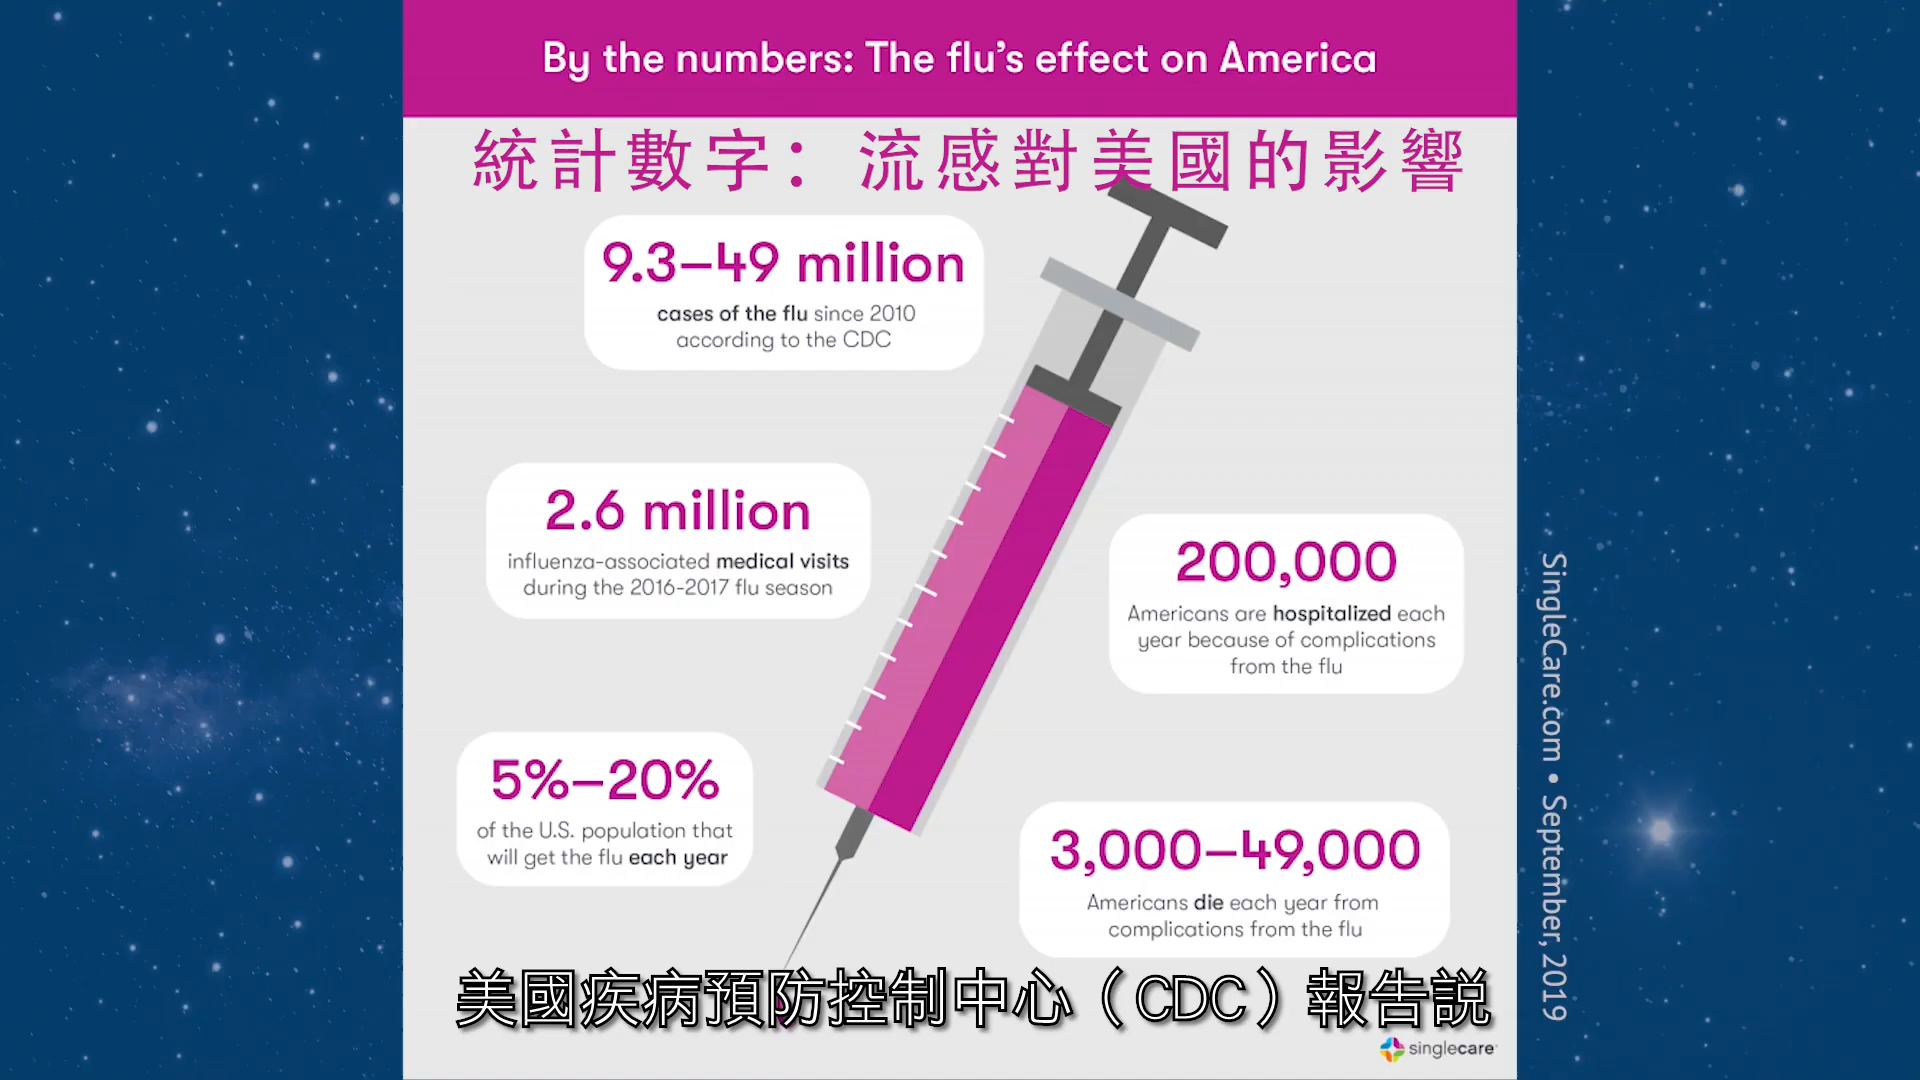 By the numbers: The flu's effect on America
統計數字：流感對美國的影響
9.3–49 million
cases of the flu since 2010
according to the CDC
2.6 million
influenza-associated medical visits
during the 2016-2017 flu season
200,000
Americans are hospitalized each
year because of complications
from the flu
5%–20%
of the U.S. population that
will get the flu each year
3,000–49,000
Americans die each year from
complications from the flu
美國疾病預防控制中心（CDC）報告説
singlecare
SingleCare.com • September, 2019